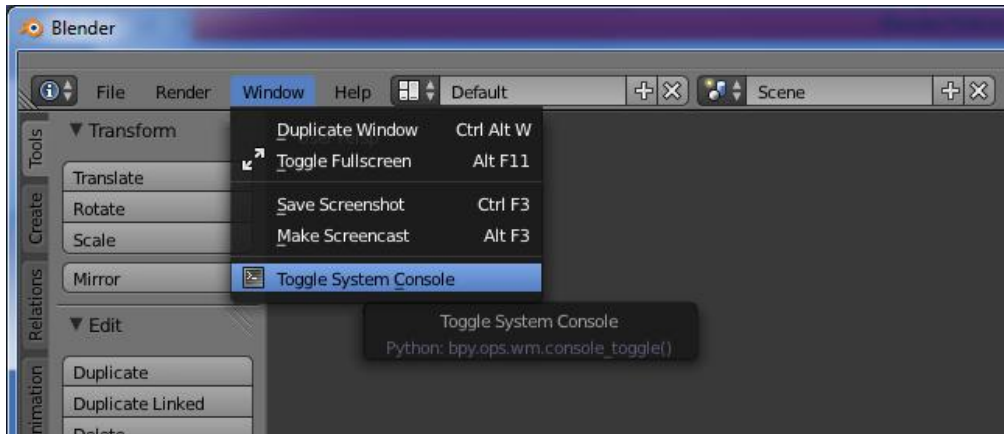 Blender
File Render Window Help Default Scene
Tools
Transform
Duplicate Window Ctrl Alt W
Toggle Fullscreen Alt F11
Save Screenshot Ctrl F3
Make Screencast Alt F3
Toggle System Console
Toggle System Console
Python: bpy.ops.wm.console_toggle()
Translate
Rotate
Scale
Mirror
Create
Relations
Edit
Duplicate
Duplicate Linked
Delete